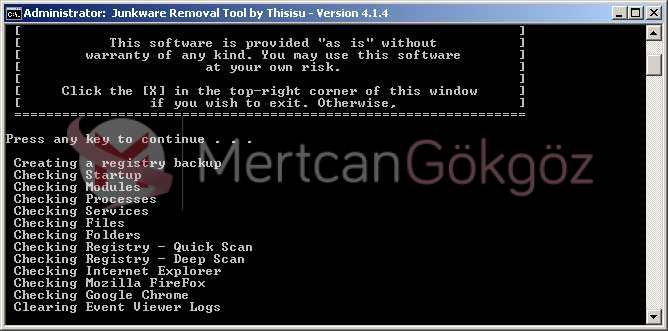 Administrator: Junkware Removal Tool by Thisisu - Version 4.1.4
[ ]
[ This software is provided "as is" without ]
[ warranty of any kind. You may use this software ]
[ at your own risk. ]
[ ]
[ Click the [X] in the top-right corner of this window ]
[ if you wish to exit. Otherwise, ]
================================================================
Press any key to continue . . .
Creating a registry backup
Checking Startup
Checking Modules
Checking Processes
Checking Services
Checking Files
Checking Folders
Checking Registry - Quick Scan
Checking Registry - Deep Scan
Checking Internet Explorer
Checking Mozilla FireFox
Checking Google Chrome
Clearing Event Viewer Logs
MertcanGökgöz